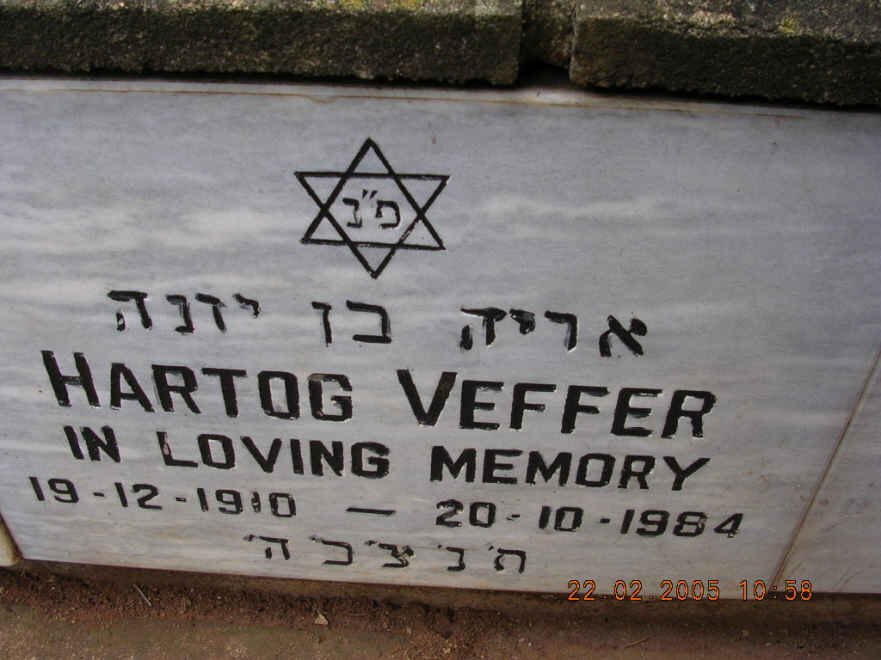 פ"נ
אריה בן יונה
HARTOG VEFFER
IN LOVING MEMORY
19-12-1910 — 20-10-1984
ת' נ' צ' ב' ה'
22.02.2005 10:58